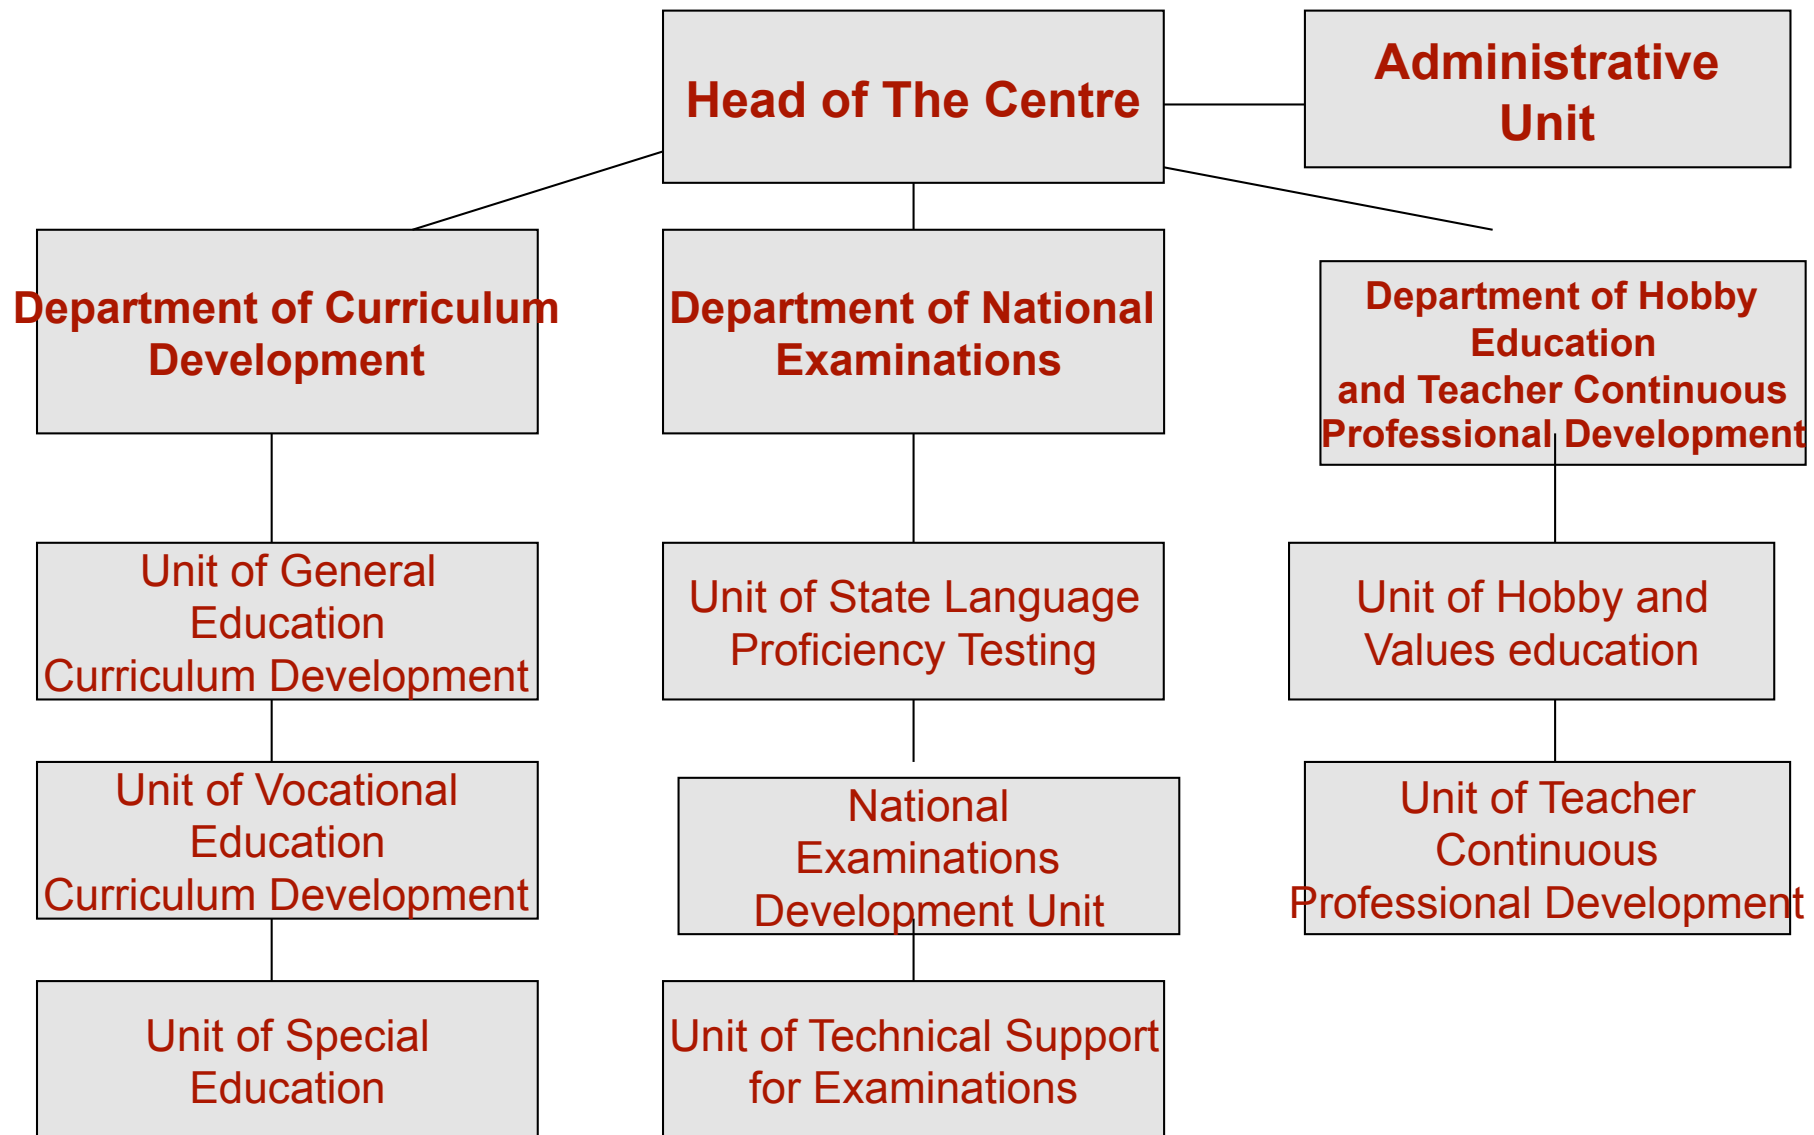 Head of The Centre
Administrative
Unit
Department of Curriculum
Development
Department of National
Examinations
Department of Hobby
Education
and Teacher Continuous
Professional Development
Unit of General
Education
Curriculum Development
Unit of State Language
Proficiency Testing
Unit of Hobby and
Values education
Unit of Vocational
Education
Curriculum Development
National
Examinations
Development Unit
Unit of Teacher
Continuous
Professional Development
Unit of Special
Education
Unit of Technical Support
for Examinations